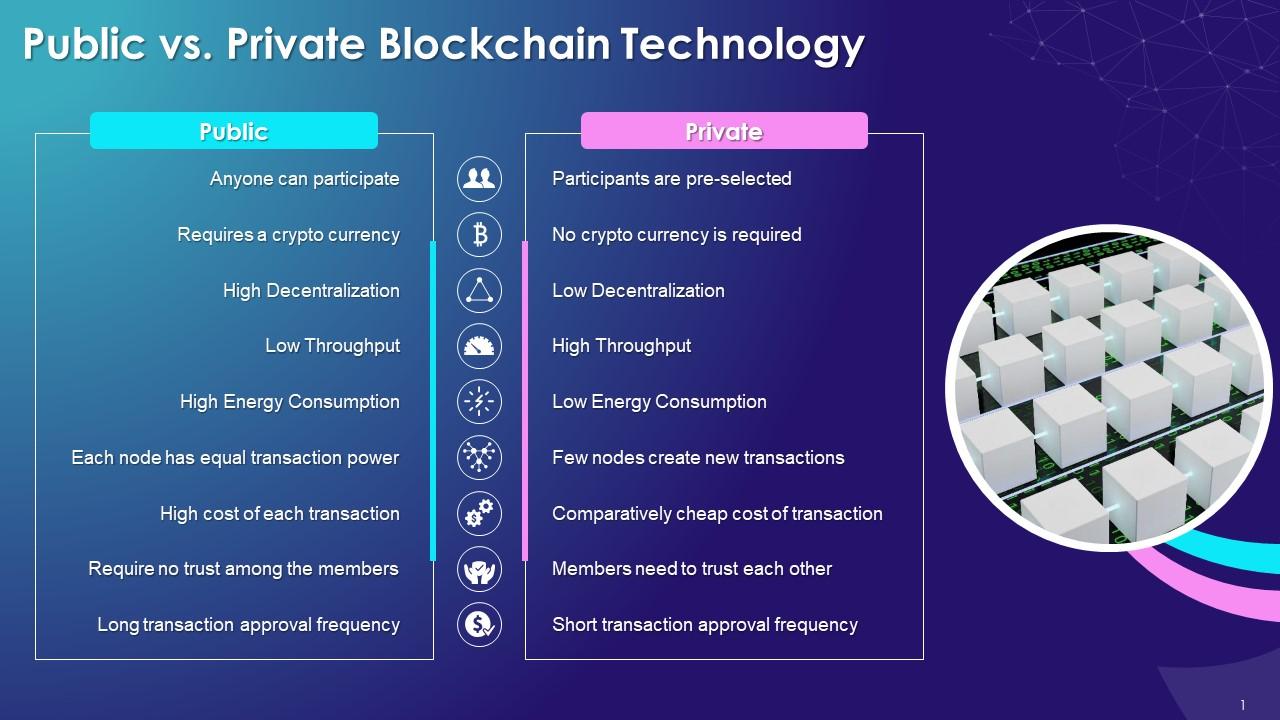 Public vs. Private Blockchain Technology
Public
Private
Anyone can participate
Participants are pre-selected
Requires a crypto currency
No crypto currency is required
High Decentralization
Low Decentralization
Low Throughput
High Throughput
High Energy Consumption
Low Energy Consumption
Each node has equal transaction power
Few nodes create new transactions
High cost of each transaction
Comparatively cheap cost of transaction
Require no trust among the members
Members need to trust each other
Long transaction approval frequency
Short transaction approval frequency
1